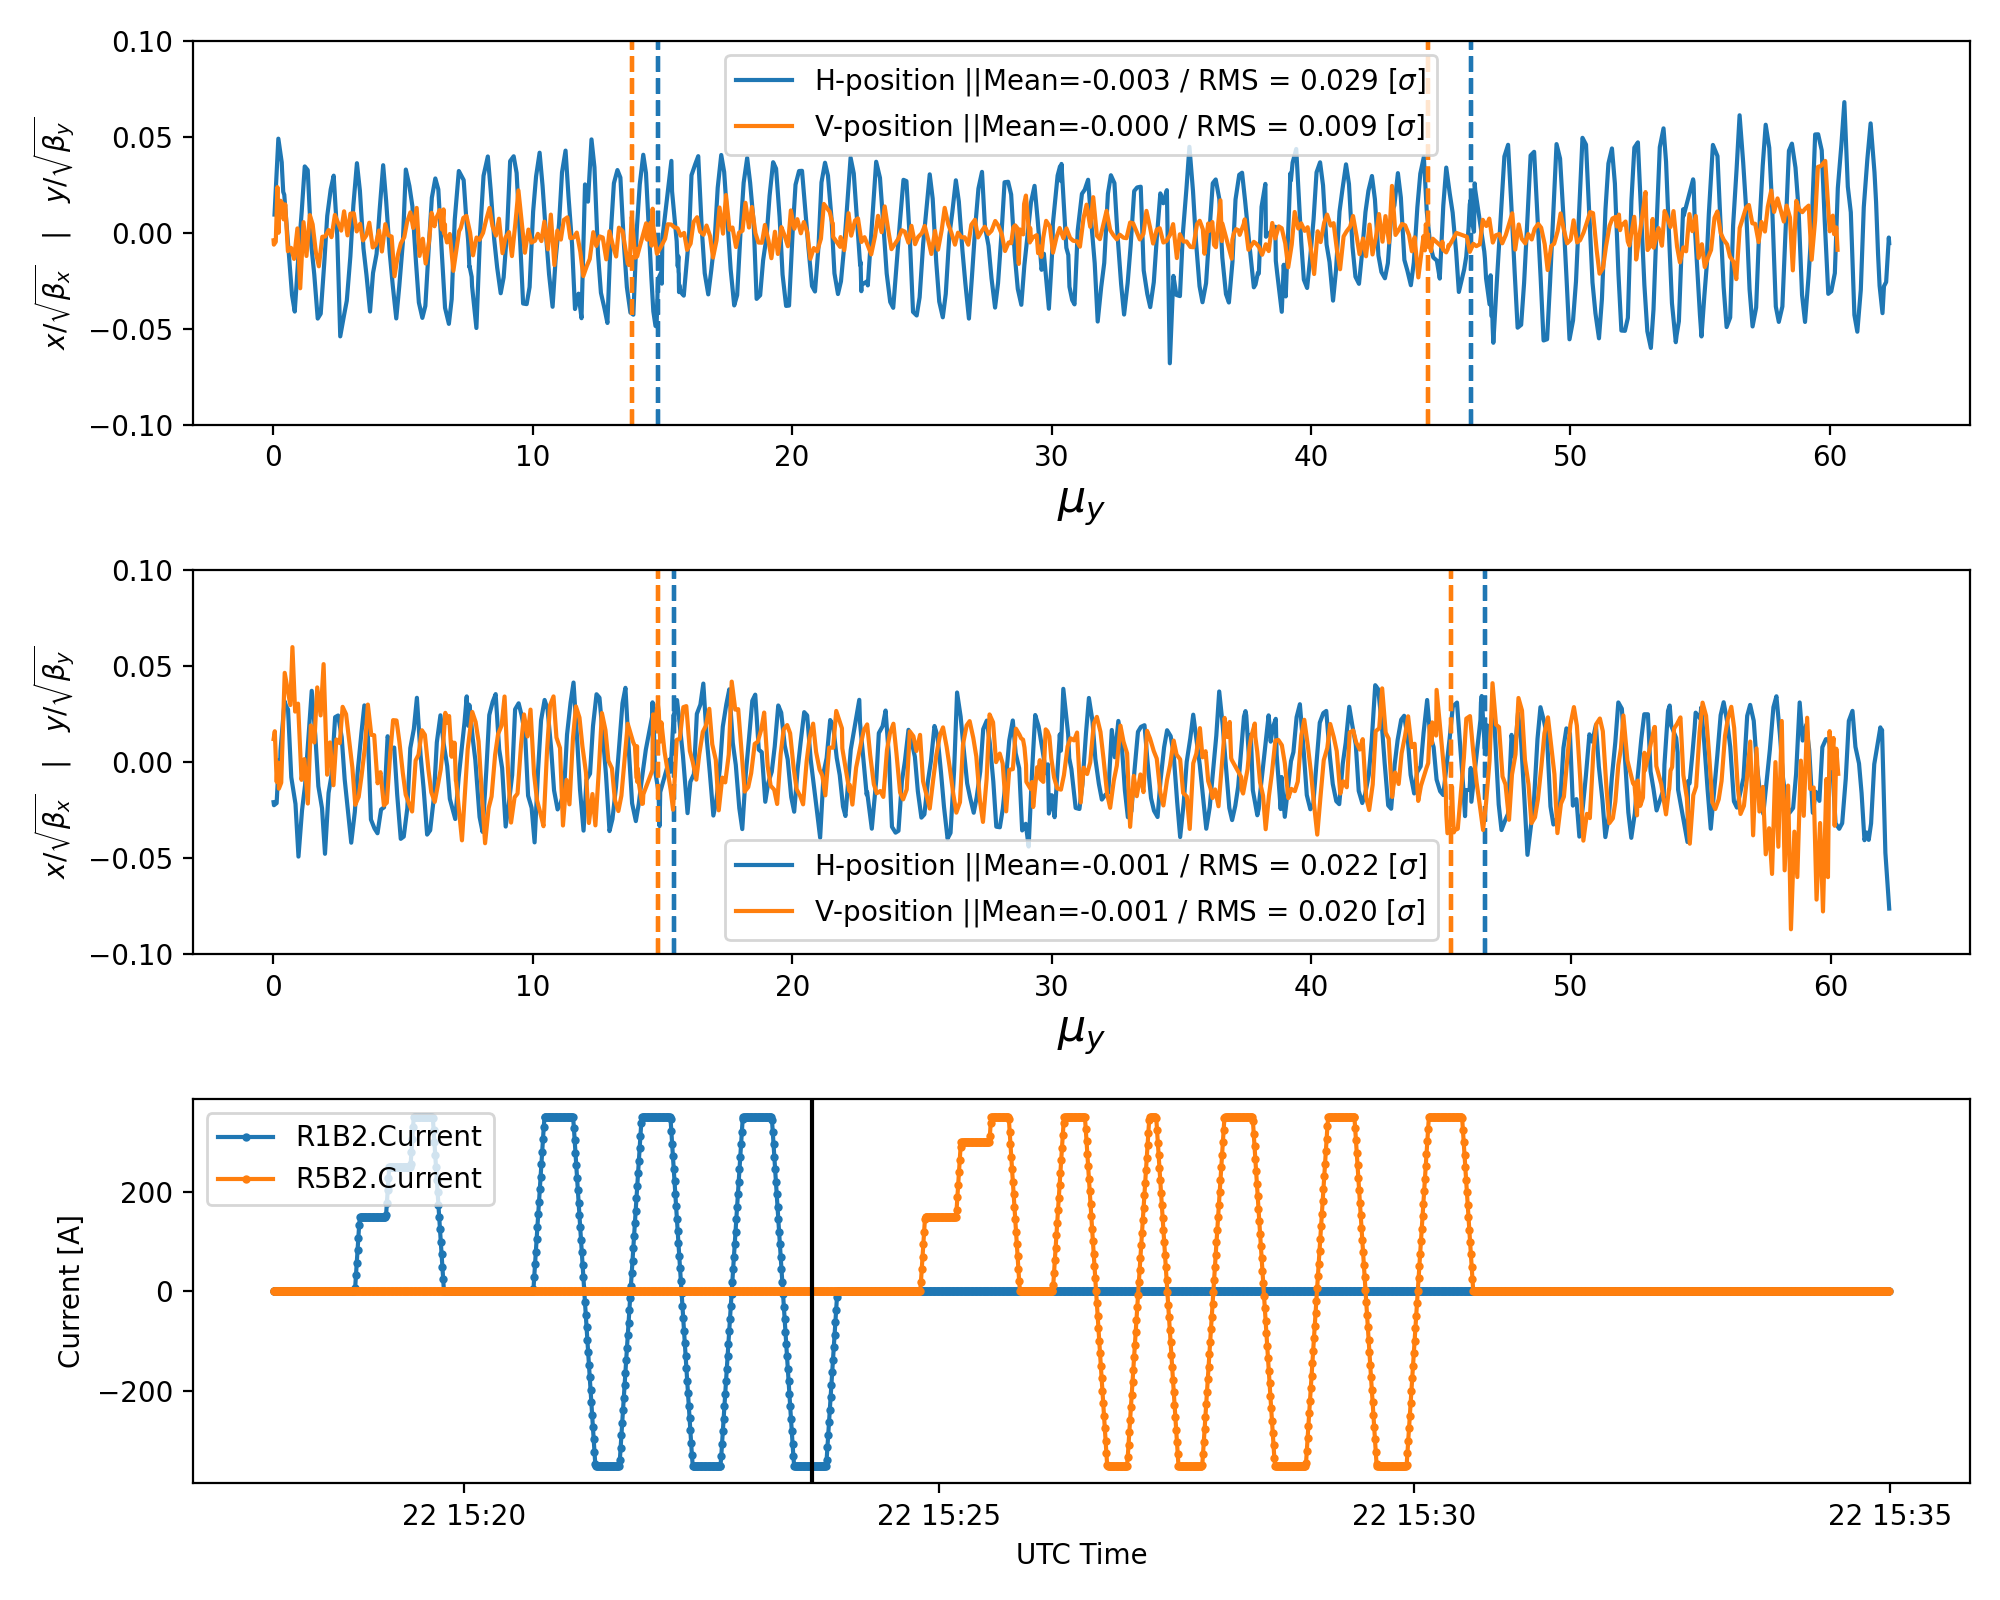 0.10
0.05
0.00
−0.05
−0.10
x/√βx | y/√βy
H-position ||Mean=-0.003 / RMS = 0.029 [σ]
V-position ||Mean=-0.000 / RMS = 0.009 [σ]
0 10 20 30 40 50 60
μy
0.10
0.05
0.00
−0.05
−0.10
x/√βx | y/√βy
H-position ||Mean=-0.001 / RMS = 0.022 [σ]
V-position ||Mean=-0.001 / RMS = 0.020 [σ]
0 10 20 30 40 50 60
μy
R1B2.Current
R5B2.Current
200
0
−200
Current [A]
22 15:20 22 15:25 22 15:30 22 15:35
UTC Time